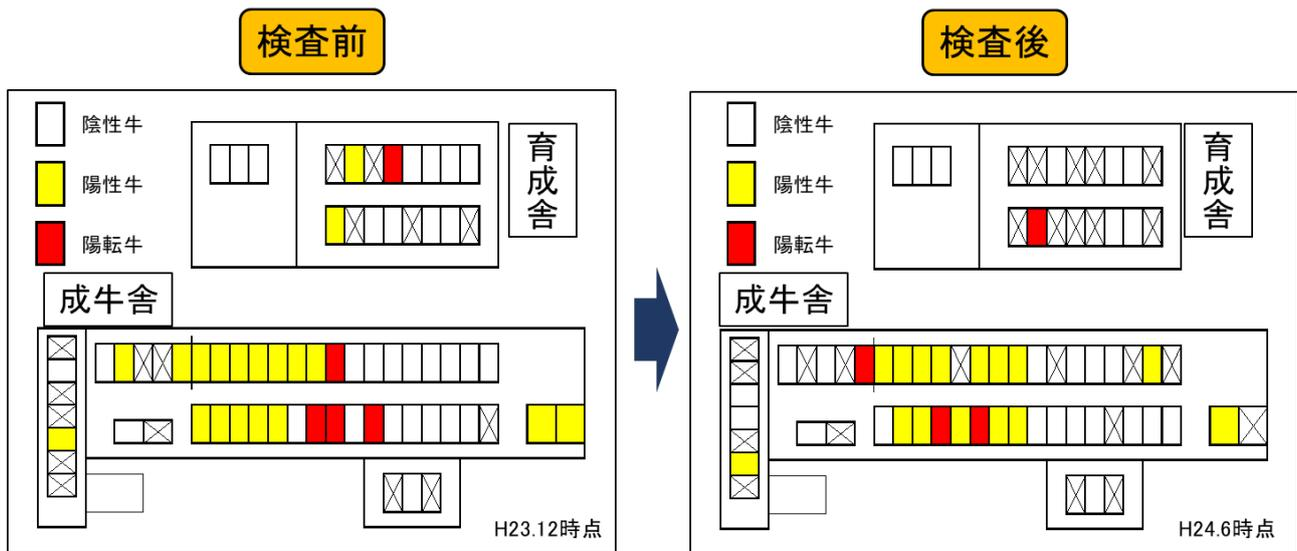 検査前
陰性牛
陽性牛
陽転牛
育成舎
成牛舎
H23.12時点
検査後
陰性牛
陽性牛
陽転牛
育成舎
成牛舎
H24.6時点